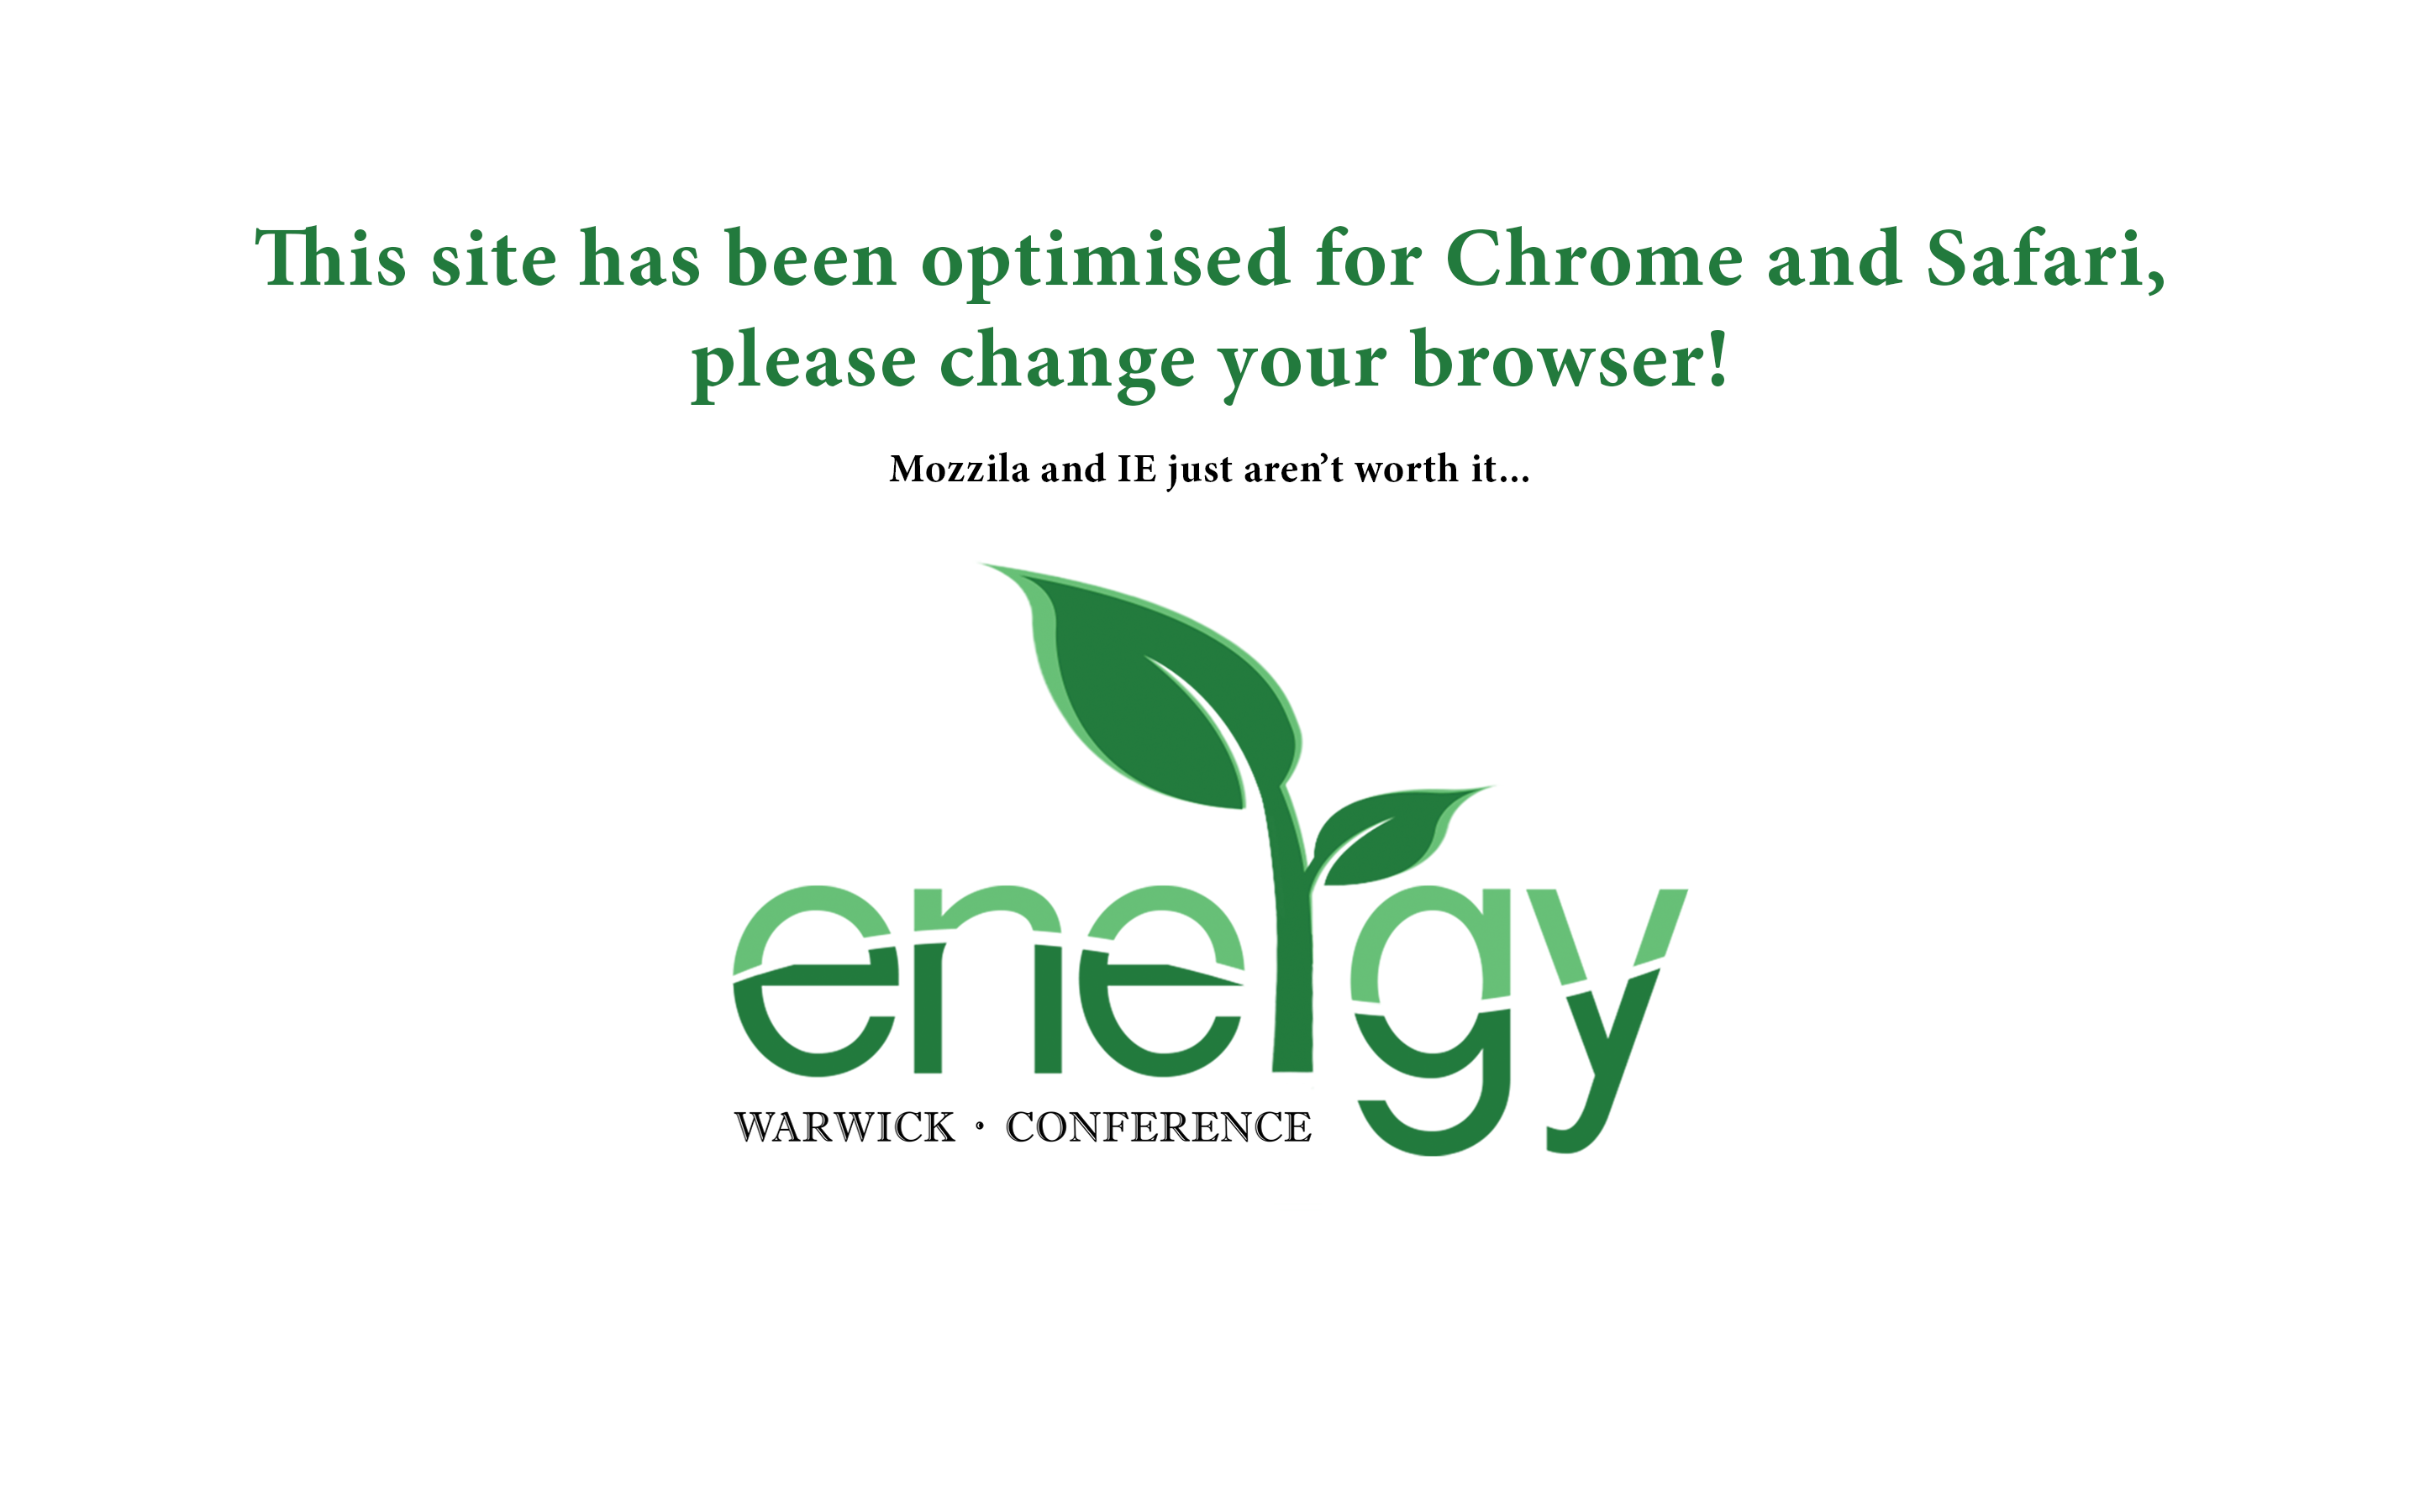 This site has been optimised for Chrome and Safari,
please change your browser!
Mozzila and IE just aren’t worth it...
energy
WARWICK • CONFERENCE